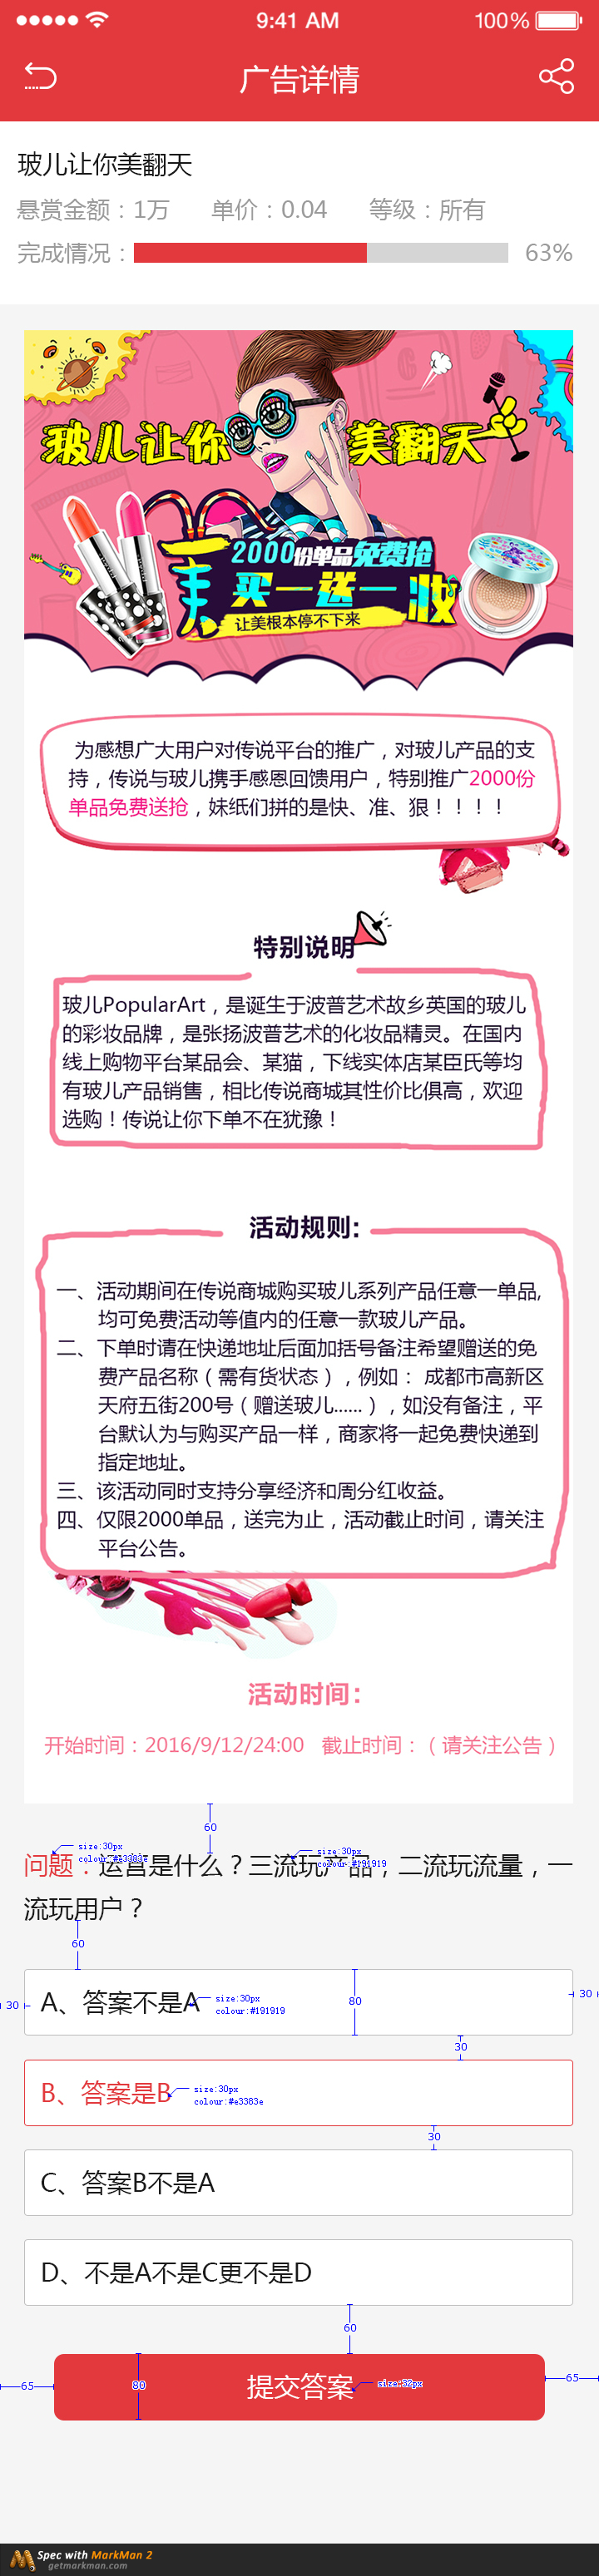 9:41 AM 100%
广告详情
玻儿让你美翻天
悬赏金额：1万 单价：0.04 等级：所有
完成情况： 63%
玻儿让你 美翻天
2000份单品免费抢
买一送一 妆
让美根本停不下来
为感想广大用户对传说平台的推广，对玻儿产品的支
持，传说与玻儿携手感恩回馈用户，特别推广2000份
单品免费送抢，妹纸们拼的是快、准、狠！！！！
特别说明
玻儿PopularArt，是诞生于波普艺术故乡英国的玻儿
的彩妆品牌，是张扬波普艺术的化妆品精灵。在国内
线上购物平台某品会、某猫，下线实体店某臣氏等均
有玻儿产品销售，相比传说商城其性价比俱高，欢迎
选购！传说让你下单不在犹豫！
活动规则:
一、活动期间在传说商城购买玻儿系列产品任意一单品,
均可免费活动等值内的任意一款玻儿产品。
二、下单时请在快递地址后面加括号备注希望赠送的免
费产品名称（需有货状态），例如： 成都市高新区
天府五街200号（赠送玻儿......），如没有备注，平
台默认为与购买产品一样，商家将一起免费快递到
指定地址。
三、该活动同时支持分享经济和周分红收益。
四、仅限2000单品，送完为止，活动截止时间，请关注
平台公告。
活动时间：
开始时间：2016/9/12/24:00 截止时间：（请关注公告）
60
size:30px
colour:#e3383e
size:30px
colour:#191919
问题：运营是什么？三流玩产品，二流玩流量，一
流玩用户？
60
30
A、答案不是A
size:30px
colour:#191919
80
30
30
B、答案是B
size:30px
colour:#e3383e
30
C、答案B不是A
D、不是A不是C更不是D
60
65
80
提交答案
size:32px
65
Spec with MarkMan 2
getmarkman.com